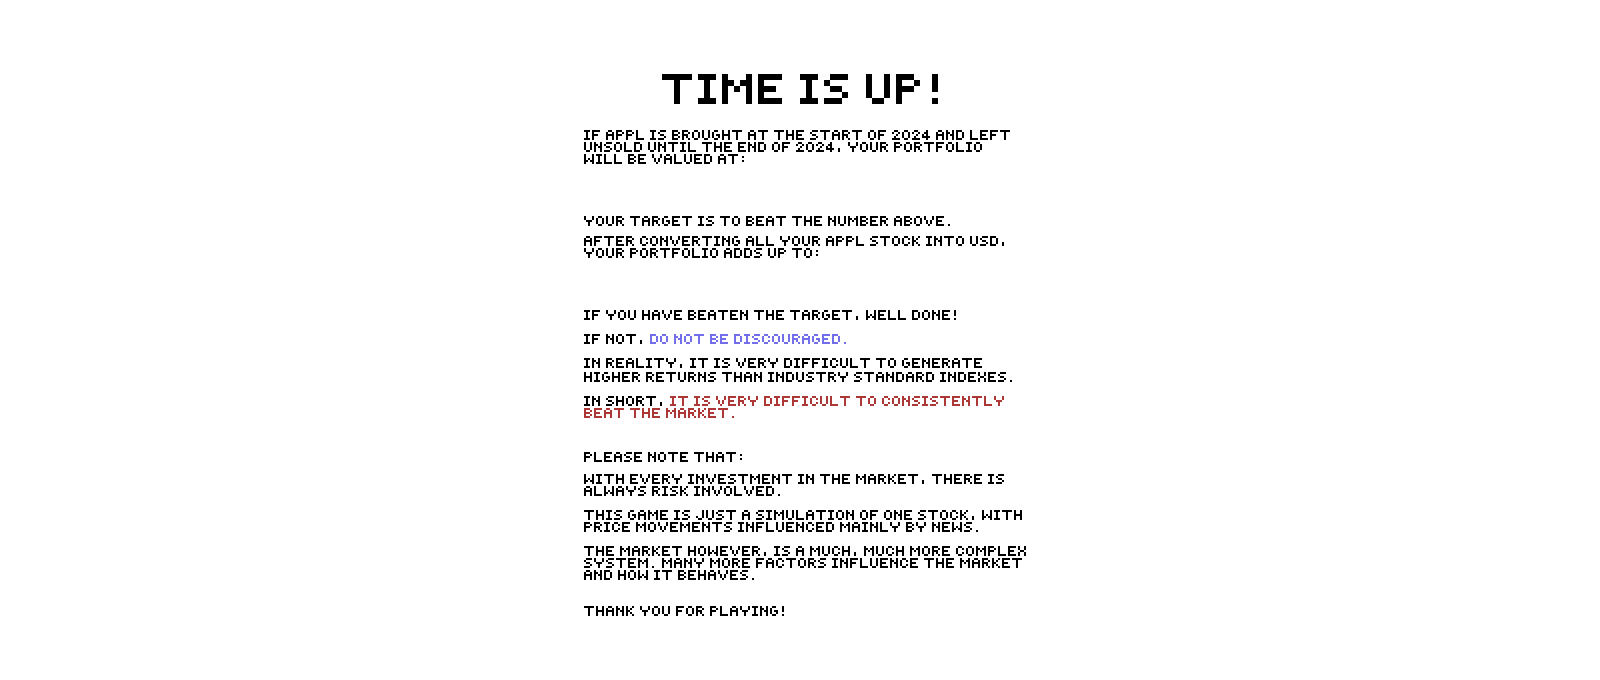 TIME IS UP!
IF APPL IS BROUGHT AT THE START OF 2024 AND LEFT
UNSOLD UNTIL THE END OF 2024, YOUR PORTFOLIO
WILL BE VALUED AT:
YOUR TARGET IS TO BEAT THE NUMBER ABOVE.
AFTER CONVERTING ALL YOUR APPL STOCK INTO USD,
YOUR PORTFOLIO ADDS UP TO:
IF YOU HAVE BEATEN THE TARGET, WELL DONE!
IF NOT, DO NOT BE DISCOURAGED.
IN REALITY, IT IS VERY DIFFICULT TO GENERATE
HIGHER RETURNS THAN INDUSTRY STANDARD INDEXES.
IN SHORT, IT IS VERY DIFFICULT TO CONSISTENTLY
BEAT THE MARKET.
PLEASE NOTE THAT:
WITH EVERY INVESTMENT IN THE MARKET, THERE IS
ALWAYS RISK INVOLVED.
THIS GAME IS JUST A SIMULATION OF ONE STOCK, WITH
PRICE MOVEMENTS INFLUENCED MAINLY BY NEWS.
THE MARKET HOWEVER, IS A MUCH, MUCH MORE COMPLEX
SYSTEM. MANY MORE FACTORS INFLUENCE THE MARKET
AND HOW IT BEHAVES.
THANK YOU FOR PLAYING!